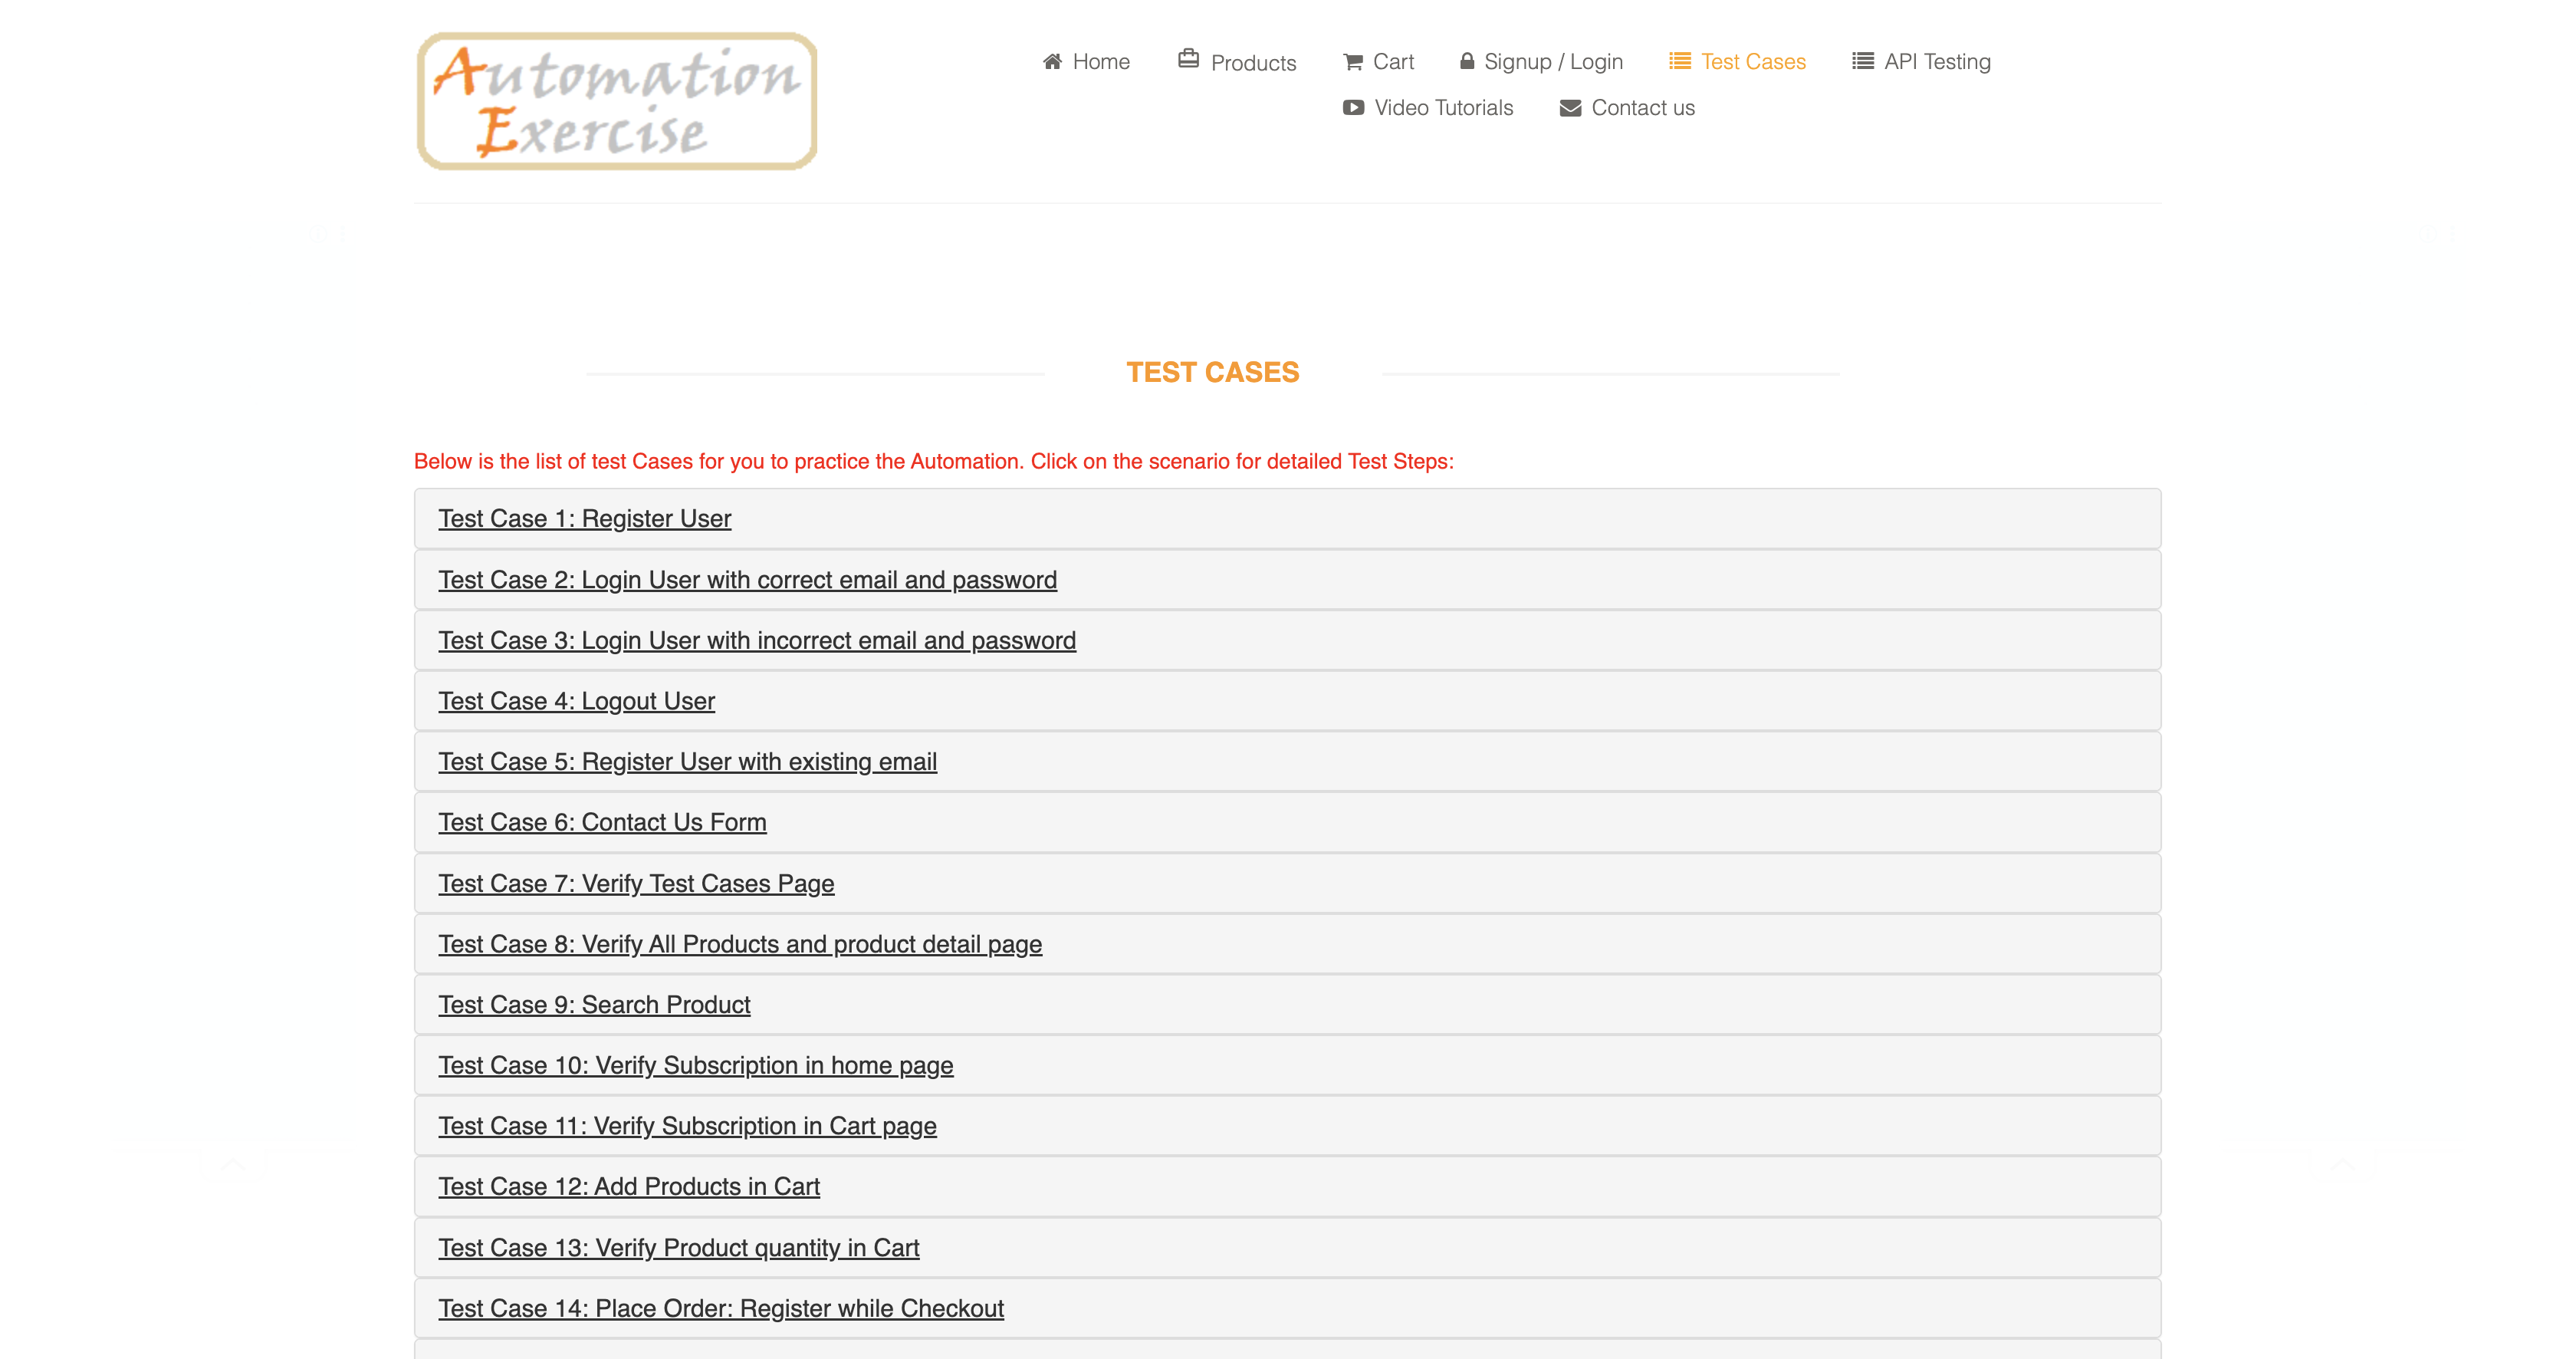 Automation
Exercise
Home Products Cart Signup / Login Test Cases API Testing
Video Tutorials Contact us
TEST CASES
Below is the list of test Cases for you to practice the Automation. Click on the scenario for detailed Test Steps:
Test Case 1: Register User
Test Case 2: Login User with correct email and password
Test Case 3: Login User with incorrect email and password
Test Case 4: Logout User
Test Case 5: Register User with existing email
Test Case 6: Contact Us Form
Test Case 7: Verify Test Cases Page
Test Case 8: Verify All Products and product detail page
Test Case 9: Search Product
Test Case 10: Verify Subscription in home page
Test Case 11: Verify Subscription in Cart page
Test Case 12: Add Products in Cart
Test Case 13: Verify Product quantity in Cart
Test Case 14: Place Order: Register while Checkout